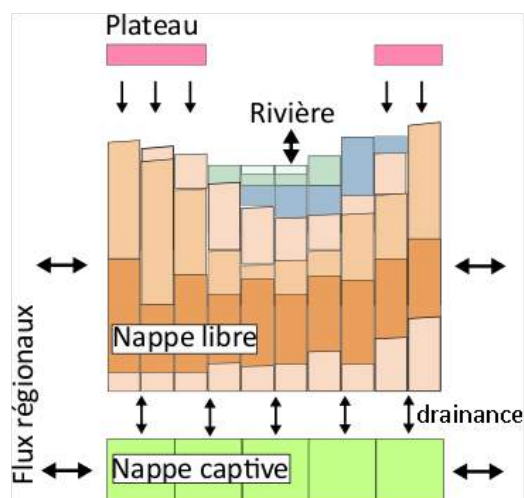 Plateau
Rivière
Nappe libre
drainance
Flux régionaux
Nappe captive